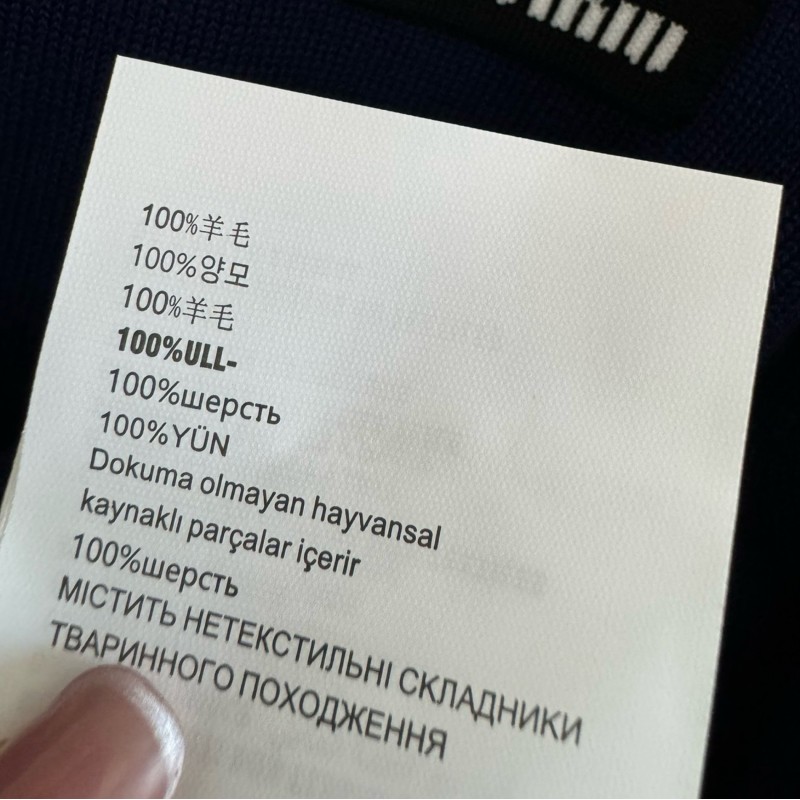 100%羊毛
100%양모
100%羊毛
100%ULL-
100%шерсть
100%YÜN
Dokuma olmayan hayvansal
kaynaklı parçalar içerir
100%шерсть
МІСТИТЬ НЕТЕКСТИЛЬНІ СКЛАДНИКИ
ТВАРИННОГО ПОХОДЖЕННЯ